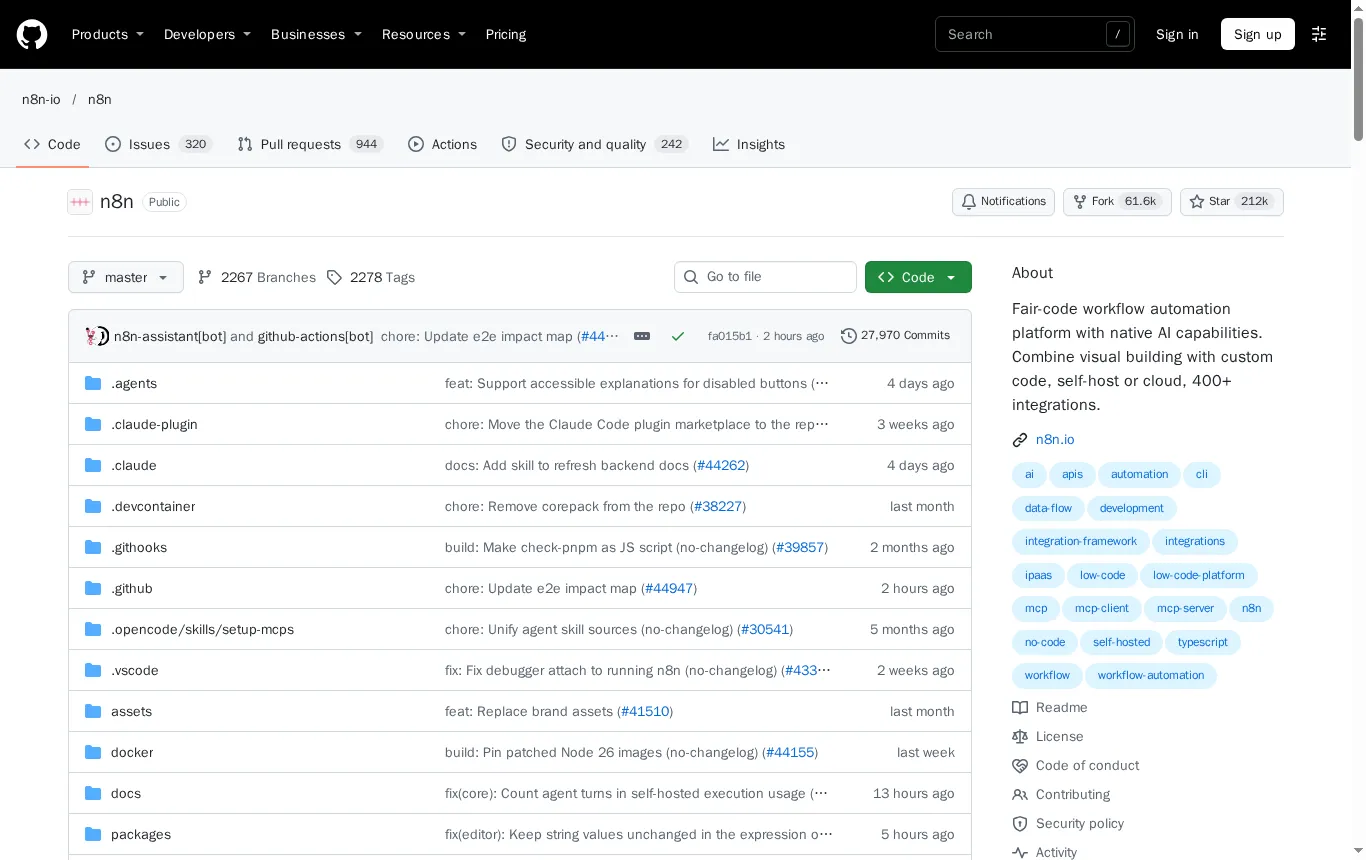 Products Developers Businesses Resources Pricing Search / Sign in Sign up
n8n-io / n8n
Code Issues 320 Pull requests 944 Actions Security and quality 242 Insights
n8n Public Notifications Fork 61.6k Star 212k
master 2267 Branches 2278 Tags Go to file Code
n8n-assistant[bot] and github-actions[bot] chore: Update e2e impact map (#44… fa015b1 · 2 hours ago 27,970 Commits
.agents feat: Support accessible explanations for disabled buttons (… 4 days ago
.claude-plugin chore: Move the Claude Code plugin marketplace to the rep… 3 weeks ago
.claude docs: Add skill to refresh backend docs (#44262) 4 days ago
.devcontainer chore: Remove corepack from the repo (#38227) last month
.githooks build: Make check-pnpm as JS script (no-changelog) (#39857) 2 months ago
.github chore: Update e2e impact map (#44947) 2 hours ago
.opencode/skills/setup-mcps chore: Unify agent skill sources (no-changelog) (#30541) 5 months ago
.vscode fix: Fix debugger attach to running n8n (no-changelog) (#433… 2 weeks ago
assets feat: Replace brand assets (#41510) last month
docker build: Pin patched Node 26 images (no-changelog) (#44155) last week
docs fix(core): Count agent turns in self-hosted execution usage (… 13 hours ago
packages fix(editor): Keep string values unchanged in the expression o… 5 hours ago
About
Fair-code workflow automation
platform with native AI capabilities.
Combine visual building with custom
code, self-host or cloud, 400+
integrations.
n8n.io
ai apis automation cli
data-flow development
integration-framework integrations
ipaas low-code low-code-platform
mcp mcp-client mcp-server n8n
no-code self-hosted typescript
workflow workflow-automation
Readme
License
Code of conduct
Contributing
Security policy
Activity